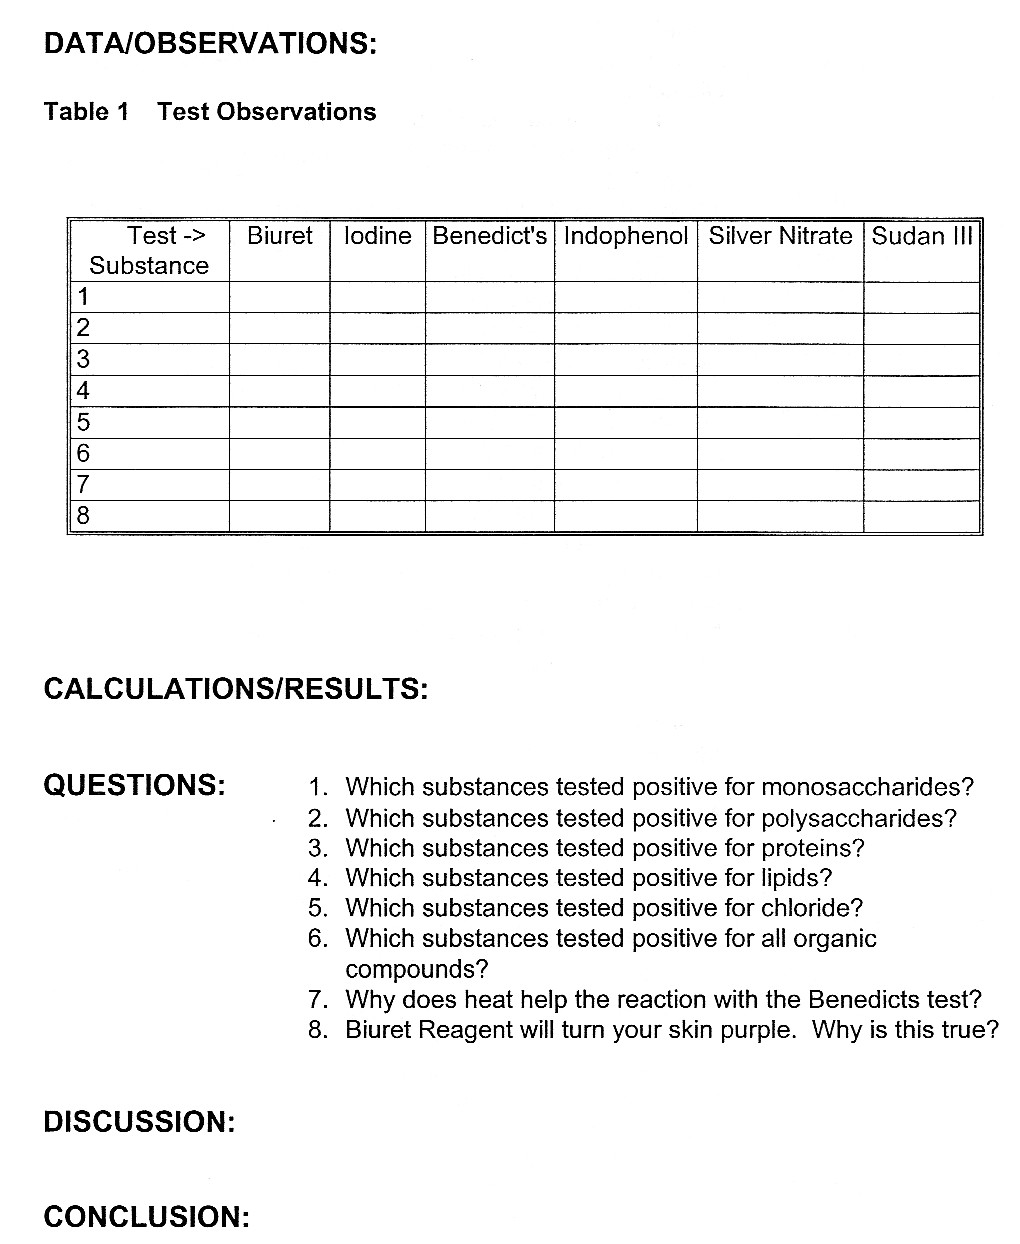 DATA/OBSERVATIONS:
Table 1 Test Observations
Test -> Biuret Iodine Benedict's Indophenol Silver Nitrate Sudan III
Substance
1
2
3
4
5
6
7
8
CALCULATIONS/RESULTS:
QUESTIONS: 1. Which substances tested positive for monosaccharides?
2. Which substances tested positive for polysaccharides?
3. Which substances tested positive for proteins?
4. Which substances tested positive for lipids?
5. Which substances tested positive for chloride?
6. Which substances tested positive for all organic
compounds?
7. Why does heat help the reaction with the Benedicts test?
8. Biuret Reagent will turn your skin purple. Why is this true?
DISCUSSION:
CONCLUSION: